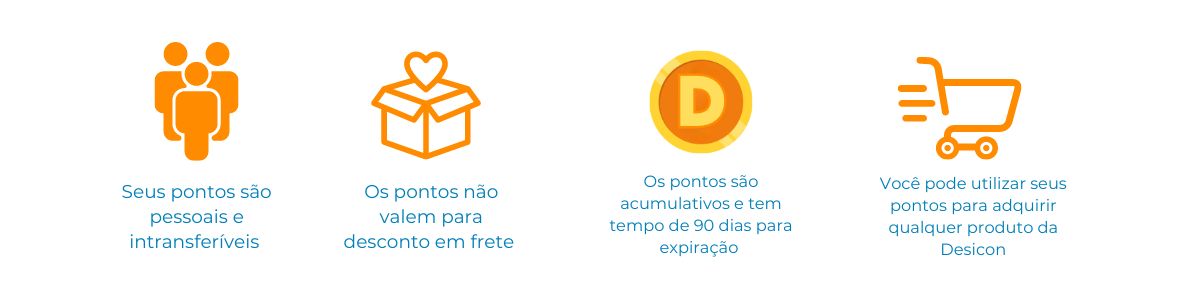 D
Seus pontos são
pessoais e
intransferíveis
Os pontos não
valem para
desconto em frete
Os pontos são
acumulativos e tem
tempo de 90 dias para
expiração
Você pode utilizar seus
pontos para adquirir
qualquer produto da
Desicon